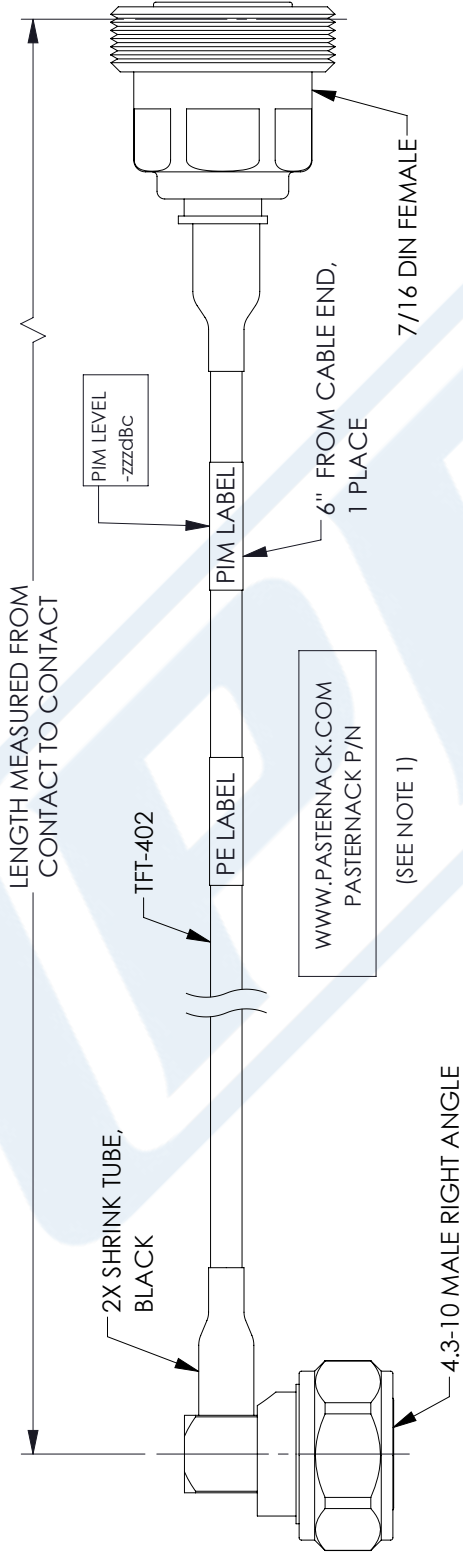 LENGTH MEASURED FROM
CONTACT TO CONTACT
2X SHRINK TUBE,
BLACK
TFT-402
PIM LEVEL
-zzzdBc
PE LABEL
PIM LABEL
6" FROM CABLE END,
1 PLACE
WWW.PASTERNACK.COM
PASTERNACK P/N
(SEE NOTE 1)
4.3-10 MALE RIGHT ANGLE
7/16 DIN FEMALE